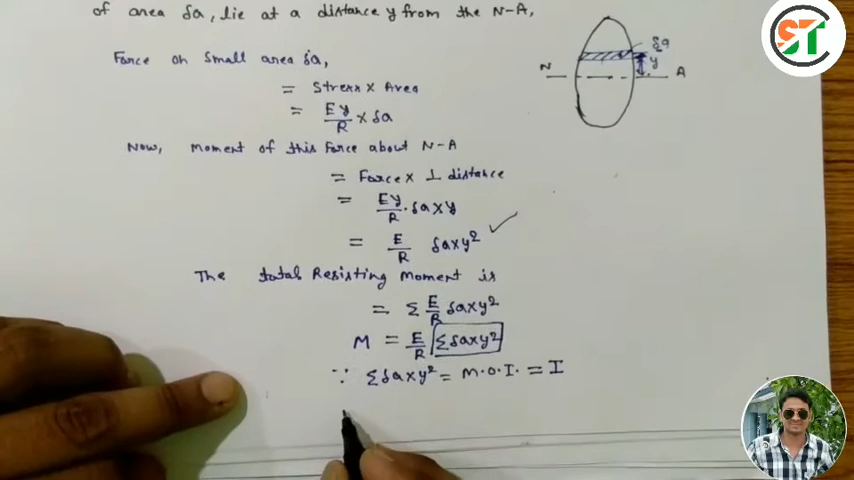 of area δa, lie at a distance y from the N-A,
Force on Small area δa,
= Stress x Area
= Ey/R x δa
Now, Moment of this Force about N-A
= Force x ⊥ distance
= Ey/R · δa x y
= E/R δa x y² ✓
The total Resisting Moment is
= Σ E/R δa x y²
M = E/R Σ δa x y²
∵ Σ δa x y² = M.O.I. = I
δa
y
N
A
ST